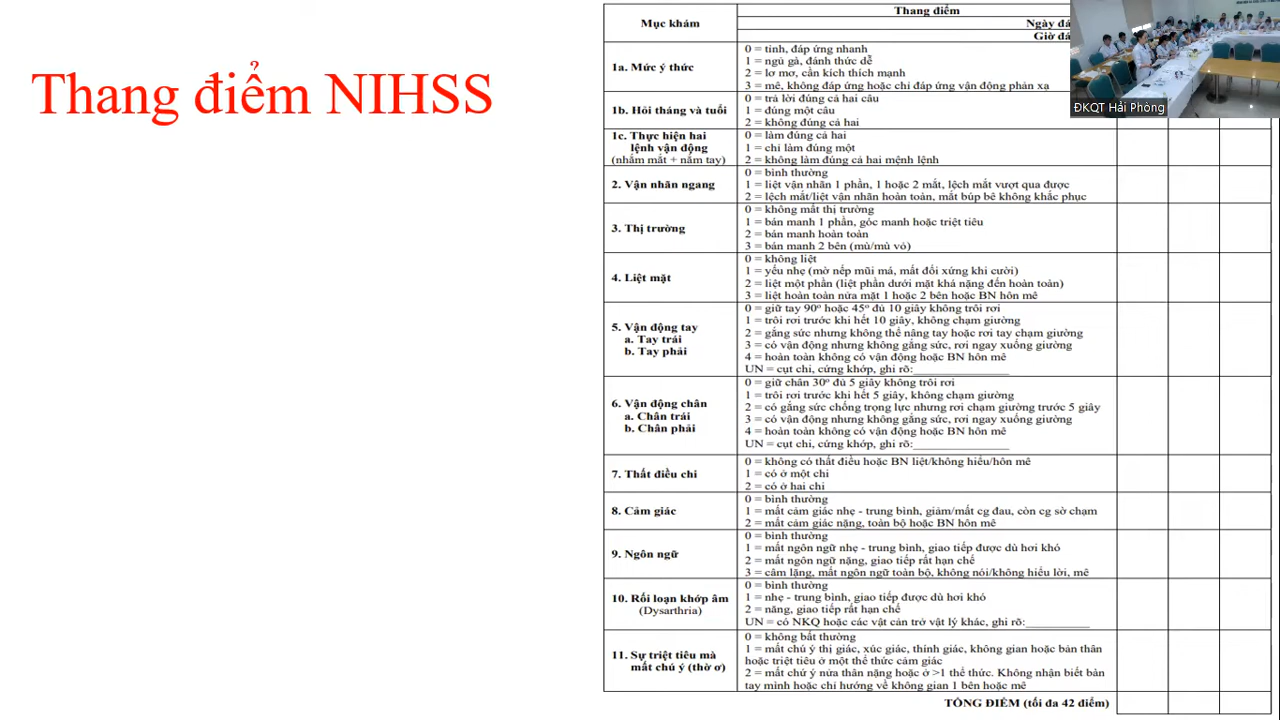 Thang điểm NIHSS
Mục khám
Thang điểm
Ngày
Giờ
1a. Mức ý thức
0 = tỉnh, đáp ứng nhanh
1 = ngủ gà, đánh thức dễ
2 = lơ mơ, cần kích thích mạnh
3 = mê, không đáp ứng hoặc chỉ đáp ứng vận động phản xạ
1b. Hỏi tháng và tuổi
0 = trả lời đúng cả hai câu
1 = đúng một câu
2 = không đúng cả hai
1c. Thực hiện hai
lệnh vận động
(nhắm mắt + nắm tay)
0 = làm đúng cả hai
1 = chỉ làm đúng một
2 = không làm đúng cả hai mệnh lệnh
2. Vận nhãn ngang
0 = bình thường
1 = liệt vận nhãn 1 phần, 1 hoặc 2 mắt, lệch mắt vượt qua được
2 = lệch mắt/liệt vận nhãn hoàn toàn, mắt búp bê không khắc phục
3. Thị trường
0 = không mất thị trường
1 = bán manh 1 phần, góc manh hoặc triệt tiêu
2 = bán manh hoàn toàn
3 = bán manh 2 bên (mù/mù vỏ)
4. Liệt mặt
0 = không liệt
1 = yếu nhẹ (mờ nếp mũi má, mất đối xứng khi cười)
2 = liệt một phần (liệt phần dưới mặt khá nặng đến hoàn toàn)
3 = liệt hoàn toàn nửa mặt 1 hoặc 2 bên hoặc BN hôn mê
5. Vận động tay
a. Tay trái
b. Tay phải
0 = giữ tay 90º hoặc 45º đủ 10 giây không trôi rơi
1 = trôi rơi trước khi hết 10 giây, không chạm giường
2 = gắng sức nhưng không thể nâng tay hoặc rơi tay chạm giường
3 = có vận động nhưng không gắng sức, rơi ngay xuống giường
4 = hoàn toàn không có vận động hoặc BN hôn mê
UN = cụt chi, cứng khớp, ghi rõ:
6. Vận động chân
a. Chân trái
b. Chân phải
0 = giữ chân 30º đủ 5 giây không trôi rơi
1 = trôi rơi trước khi hết 5 giây, không chạm giường
2 = có gắng sức chống trọng lực nhưng rơi chạm giường trước 5 giây
3 = có vận động nhưng không gắng sức, rơi ngay xuống giường
4 = hoàn toàn không có vận động hoặc BN hôn mê
UN = cụt chi, cứng khớp, ghi rõ:
7. Thất điều chi
0 = không có thất điều hoặc BN liệt/không hiểu/hôn mê
1 = có ở một chi
2 = có ở hai chi
8. Cảm giác
0 = bình thường
1 = mất cảm giác nhẹ - trung bình, giảm/mất cg đau, còn cg sờ chạm
2 = mất cảm giác nặng, toàn bộ hoặc BN hôn mê
9. Ngôn ngữ
0 = bình thường
1 = mất ngôn ngữ nhẹ - trung bình, giao tiếp được dù hơi khó
2 = mất ngôn ngữ nặng, giao tiếp rất hạn chế
3 = câm lặng, mất ngôn ngữ toàn bộ, không nói/không hiểu lời, mê
10. Rối loạn khớp âm
(Dysarthria)
0 = bình thường
1 = nhẹ - trung bình, giao tiếp được dù hơi khó
2 = nặng, giao tiếp rất hạn chế
UN = có NKQ hoặc các vật cản trở vật lý khác, ghi rõ:
11. Sự triệt tiêu mà
mất chú ý (thờ ơ)
0 = không bất thường
1 = mất chú ý thị giác, xúc giác, thính giác, không gian hoặc bản thân
hoặc triệt tiêu ở một thể thức cảm giác
2 = mất chứ ý nửa thân nặng hoặc ở >1 thể thức. Không nhận biết bàn
tay mình hoặc chỉ hướng về không gian 1 bên hoặc mê
TỔNG ĐIỂM (tối đa 42 điểm)
ĐKQT Hải Phòng